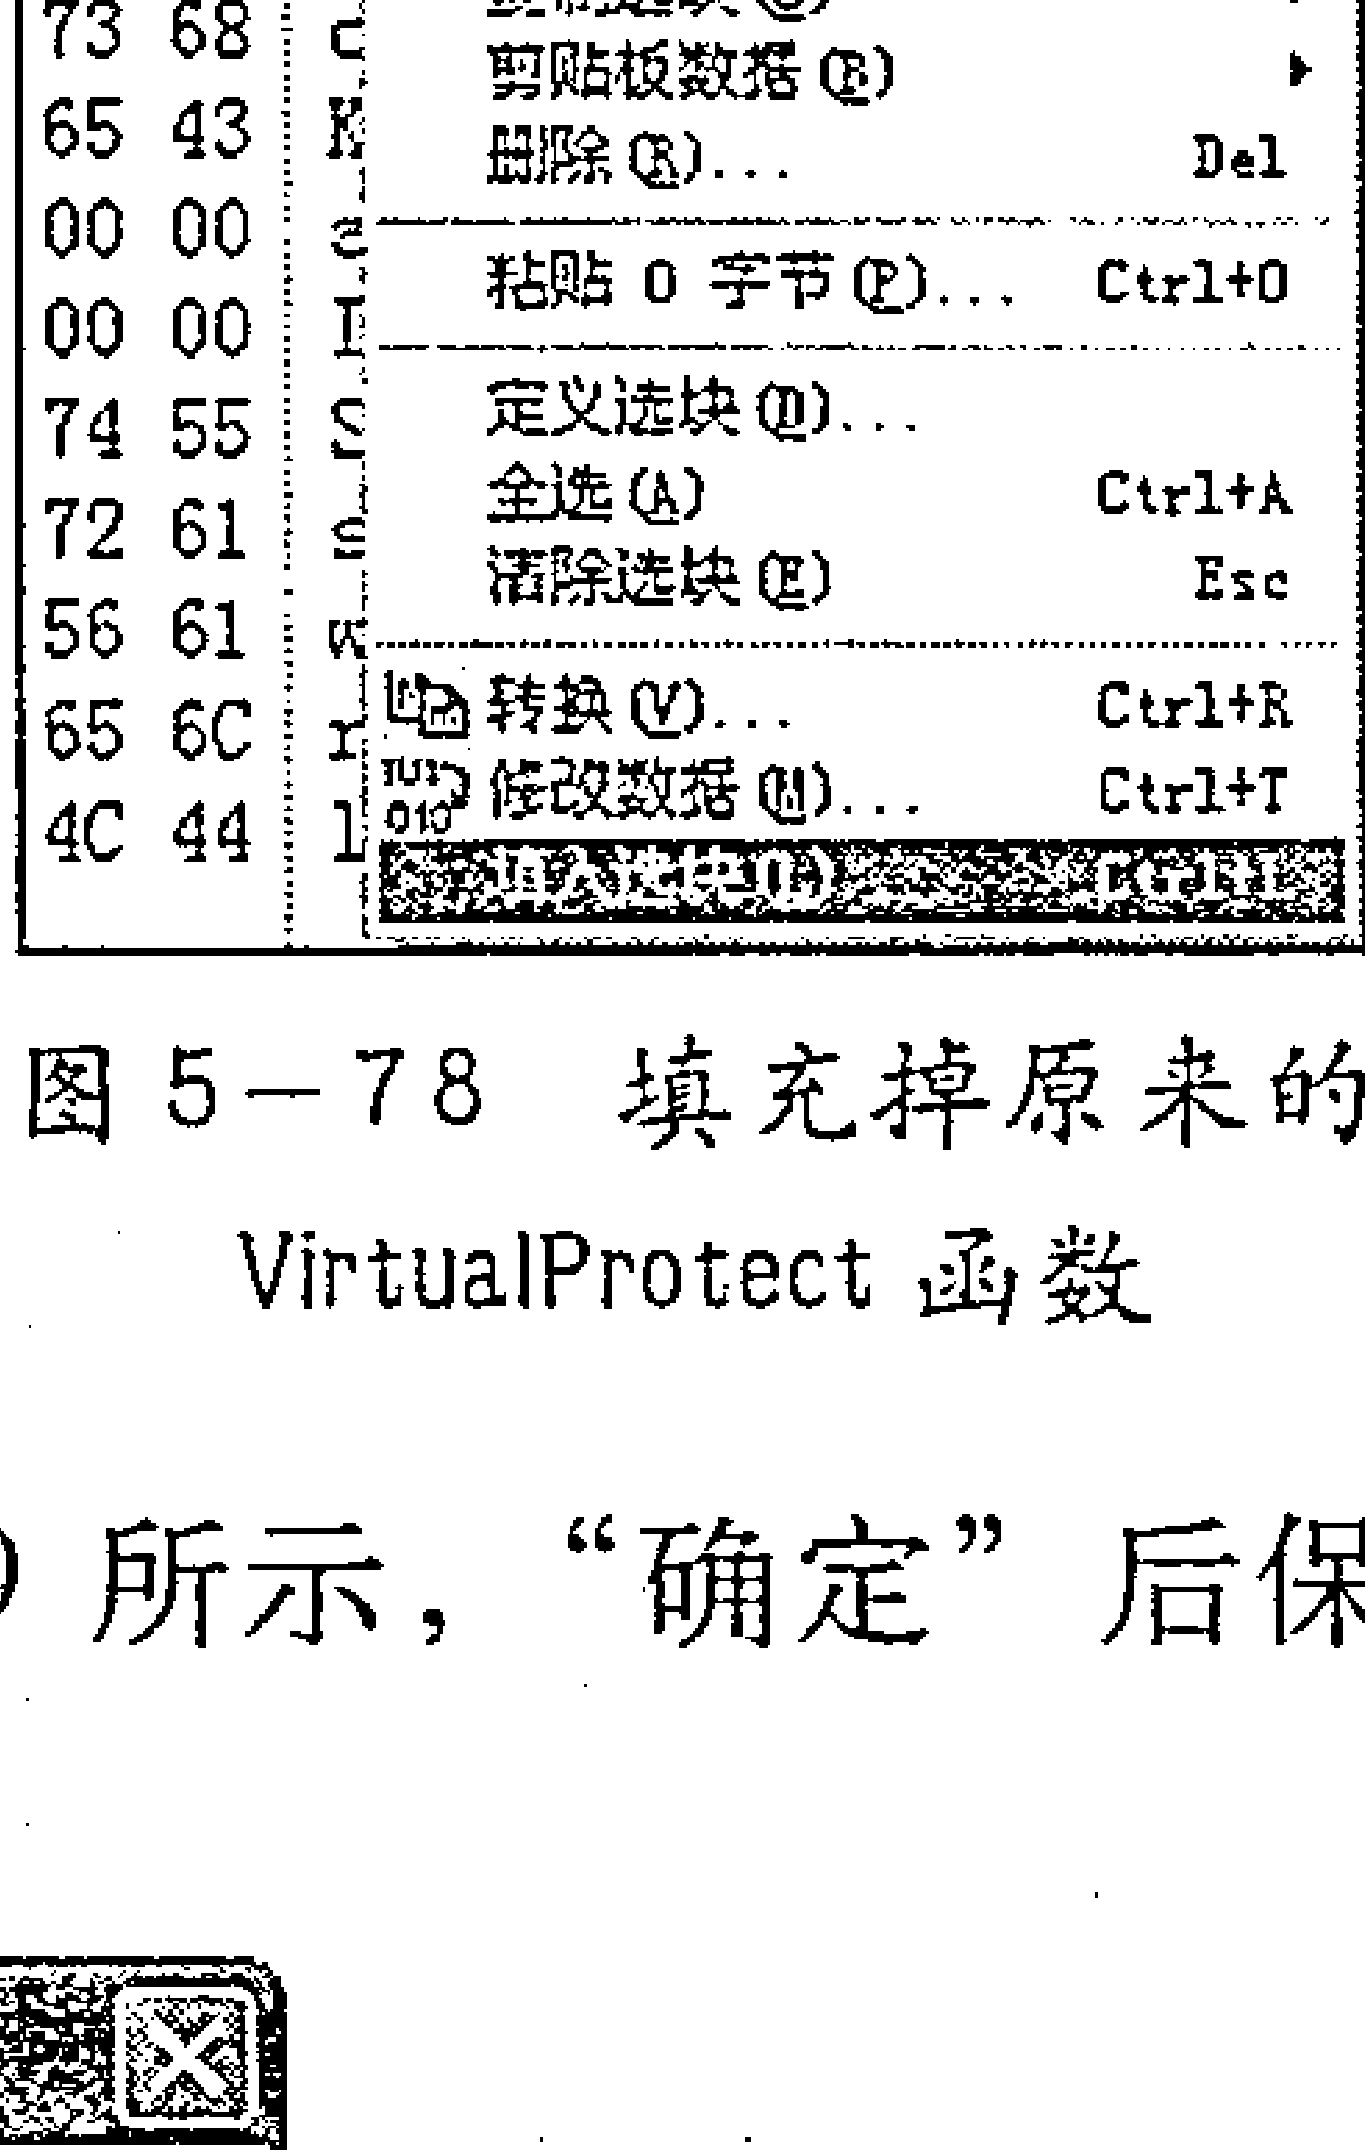 73 68
剪贴板数据(B)
65 43 K
删除(R)... Del
00 00
粘贴 0 字节(P)... Ctrl+O
00 00 I
定义选块(D)...
74 55 S
全选(A) Ctrl+A
72 61 s
清除选块(E) Esc
56 61 w
转换(V)... Ctrl+R
65 6C r
修改数据(M)... Ctrl+T
4C 44 l
图 5—78 填充掉原来的
VirtualProtect 函数
所示，“确定”后保